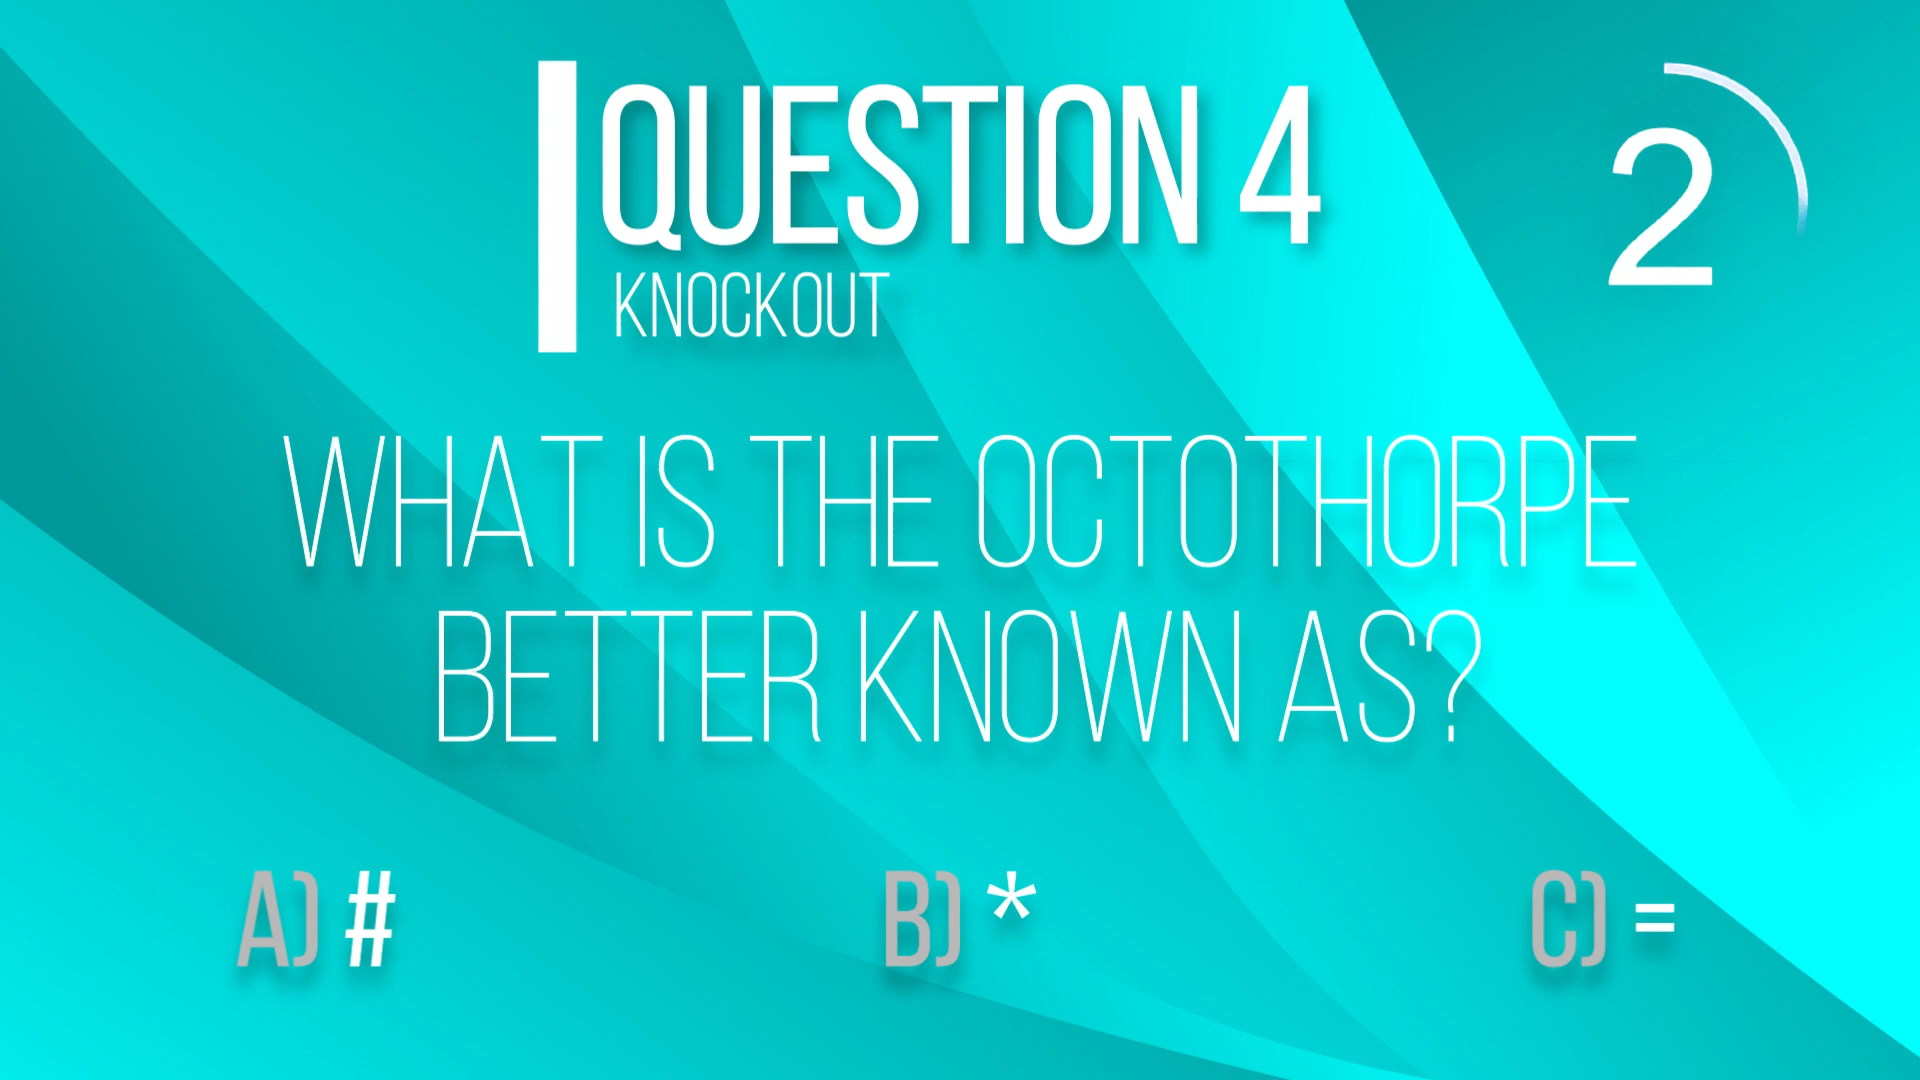 QUESTION 4
2
KNOCKOUT
WHAT IS THE OCTOTHORPE
BETTER KNOWN AS?
A) # B) * C) =